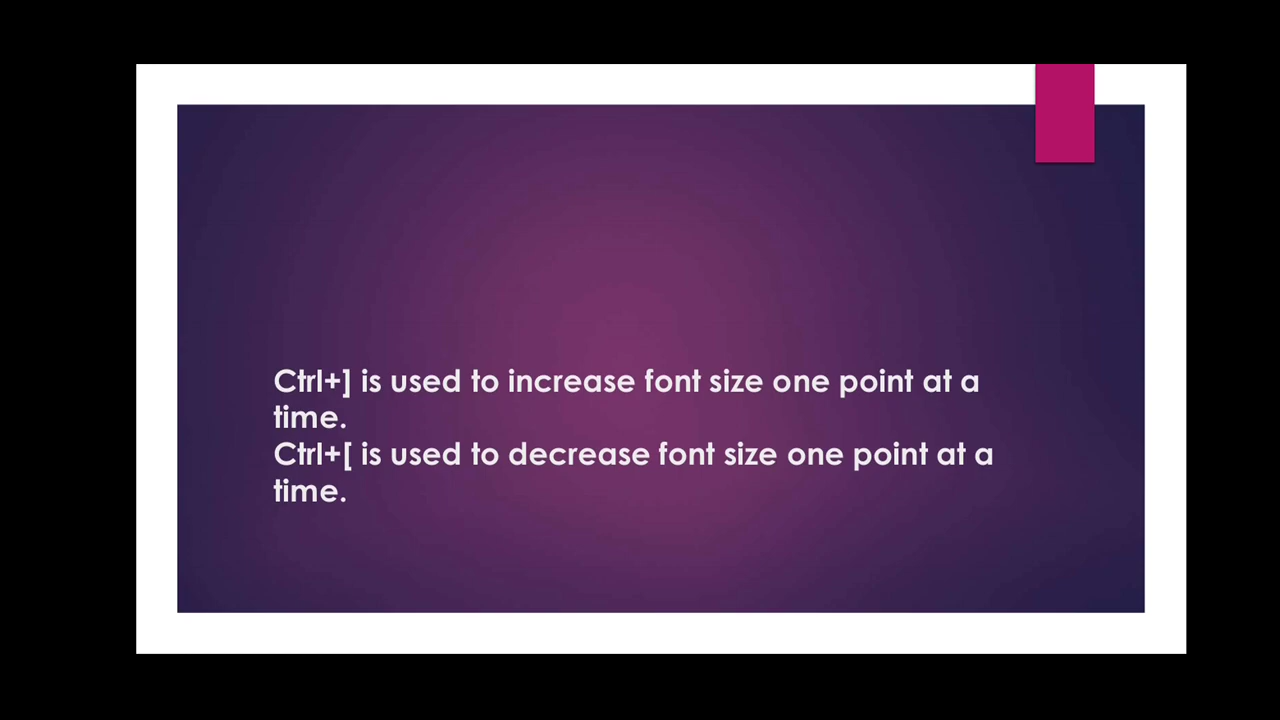 Ctrl+] is used to increase font size one point at a
time.
Ctrl+[ is used to decrease font size one point at a
time.